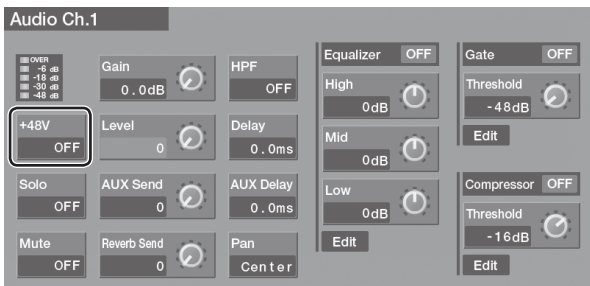 Audio Ch.1
OVER
-6 dB
-18 dB
-30 dB
-48 dB
Gain
0.0dB
HPF
OFF
+48V
OFF
Level
0
Delay
0.0ms
Solo
OFF
AUX Send
0
AUX Delay
0.0ms
Mute
OFF
Reverb Send
0
Pan
Center
Equalizer OFF
High
0dB
Mid
0dB
Low
0dB
Edit
Gate OFF
Threshold
-48dB
Edit
Compressor OFF
Threshold
-16dB
Edit